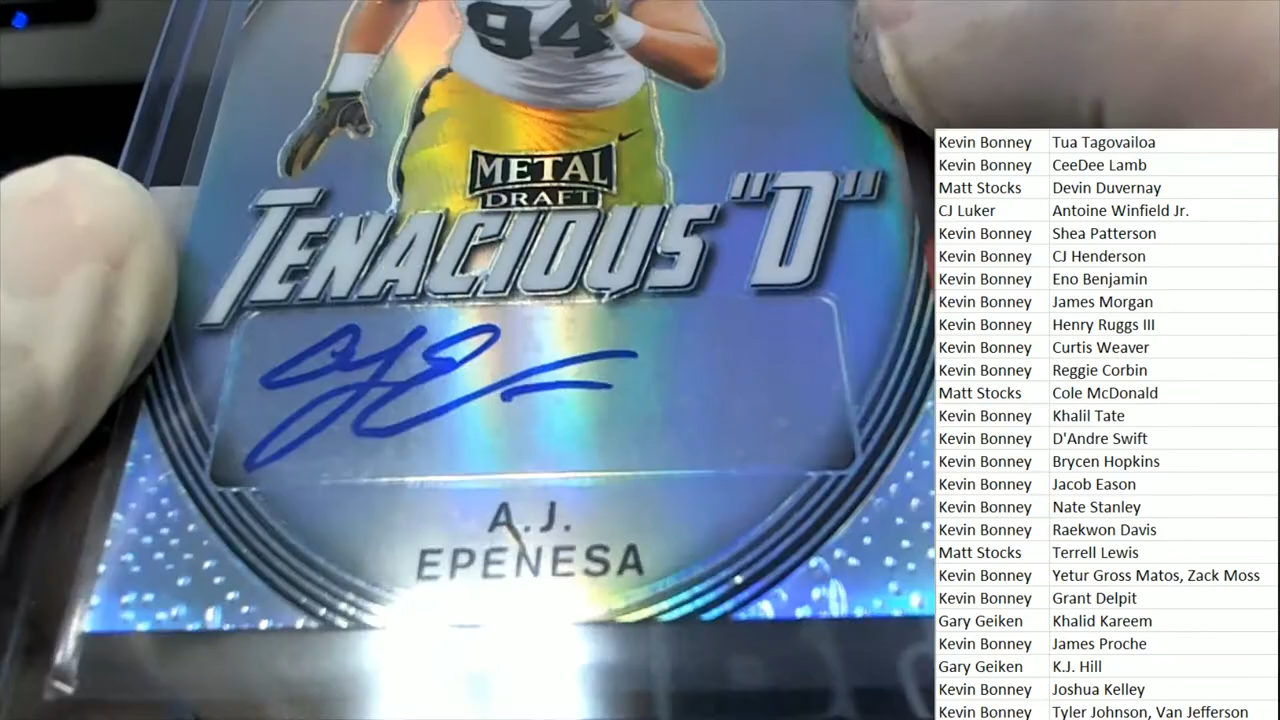 94
METAL
DRAFT
TENACIOUS "D"
A.J.
EPENESA
Kevin Bonney Tua Tagovailoa
Kevin Bonney CeeDee Lamb
Matt Stocks Devin Duvernay
CJ Luker Antoine Winfield Jr.
Kevin Bonney Shea Patterson
Kevin Bonney CJ Henderson
Kevin Bonney Eno Benjamin
Kevin Bonney James Morgan
Kevin Bonney Henry Ruggs III
Kevin Bonney Curtis Weaver
Kevin Bonney Reggie Corbin
Matt Stocks Cole McDonald
Kevin Bonney Khalil Tate
Kevin Bonney D'Andre Swift
Kevin Bonney Brycen Hopkins
Kevin Bonney Jacob Eason
Kevin Bonney Nate Stanley
Kevin Bonney Raekwon Davis
Matt Stocks Terrell Lewis
Kevin Bonney Yetur Gross Matos, Zack Moss
Kevin Bonney Grant Delpit
Gary Geiken Khalid Kareem
Kevin Bonney James Proche
Gary Geiken K.J. Hill
Kevin Bonney Joshua Kelley
Kevin Bonney Tyler Johnson, Van Jefferson